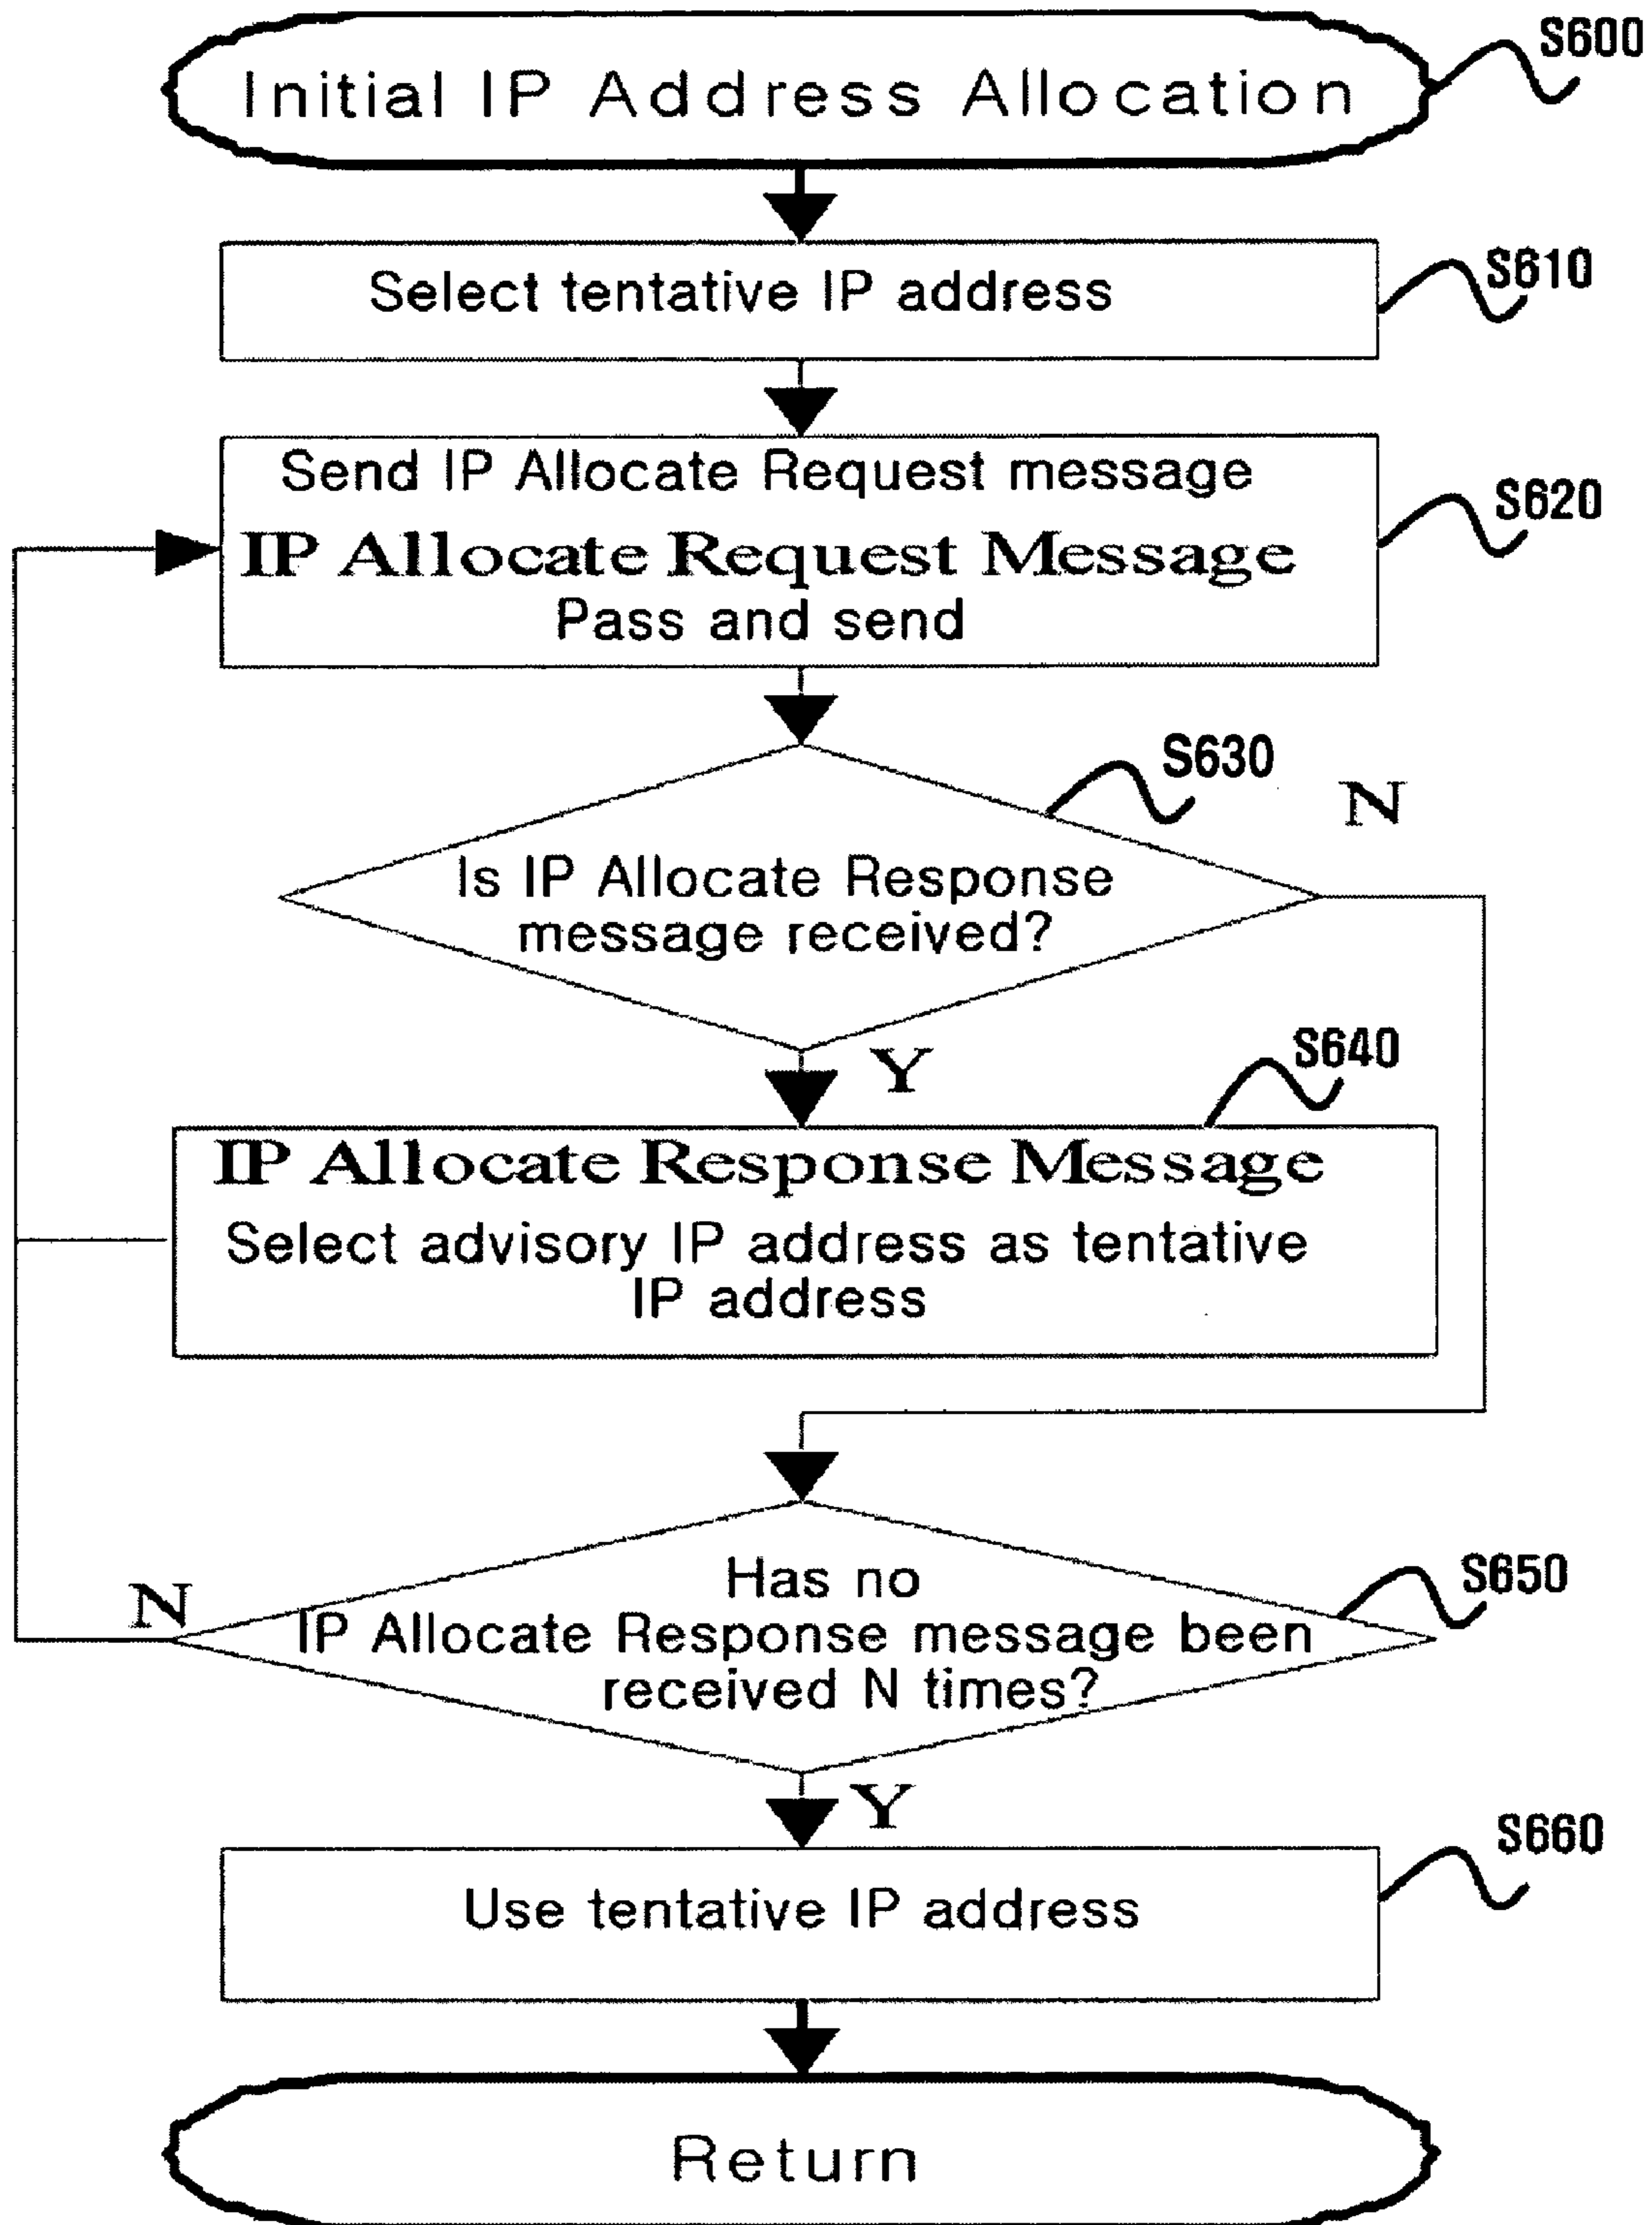 S600
Initial IP Address Allocation
S610
Select tentative IP address
Send IP Allocate Request message
S620
IP Allocate Request Message
Pass and send
S630
N
Is IP Allocate Response
message received?
Y
S640
IP Allocate Response Message
Select advisory IP address as tentative
IP address
Has no
S650
N
IP Allocate Response message been
received N times?
Y
S660
Use tentative IP address
Return